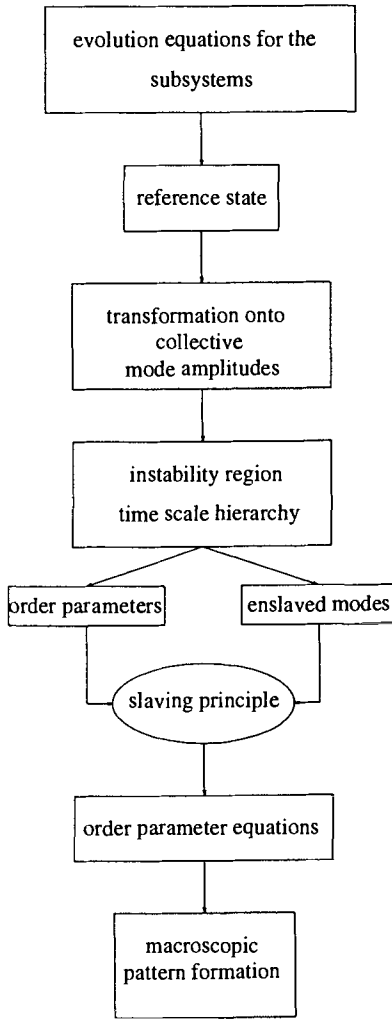 evolution equations for the
subsystems
reference state
transformation onto
collective
mode amplitudes
instability region
time scale hierarchy
order parameters
enslaved modes
slaving principle
order parameter equations
macroscopic
pattern formation